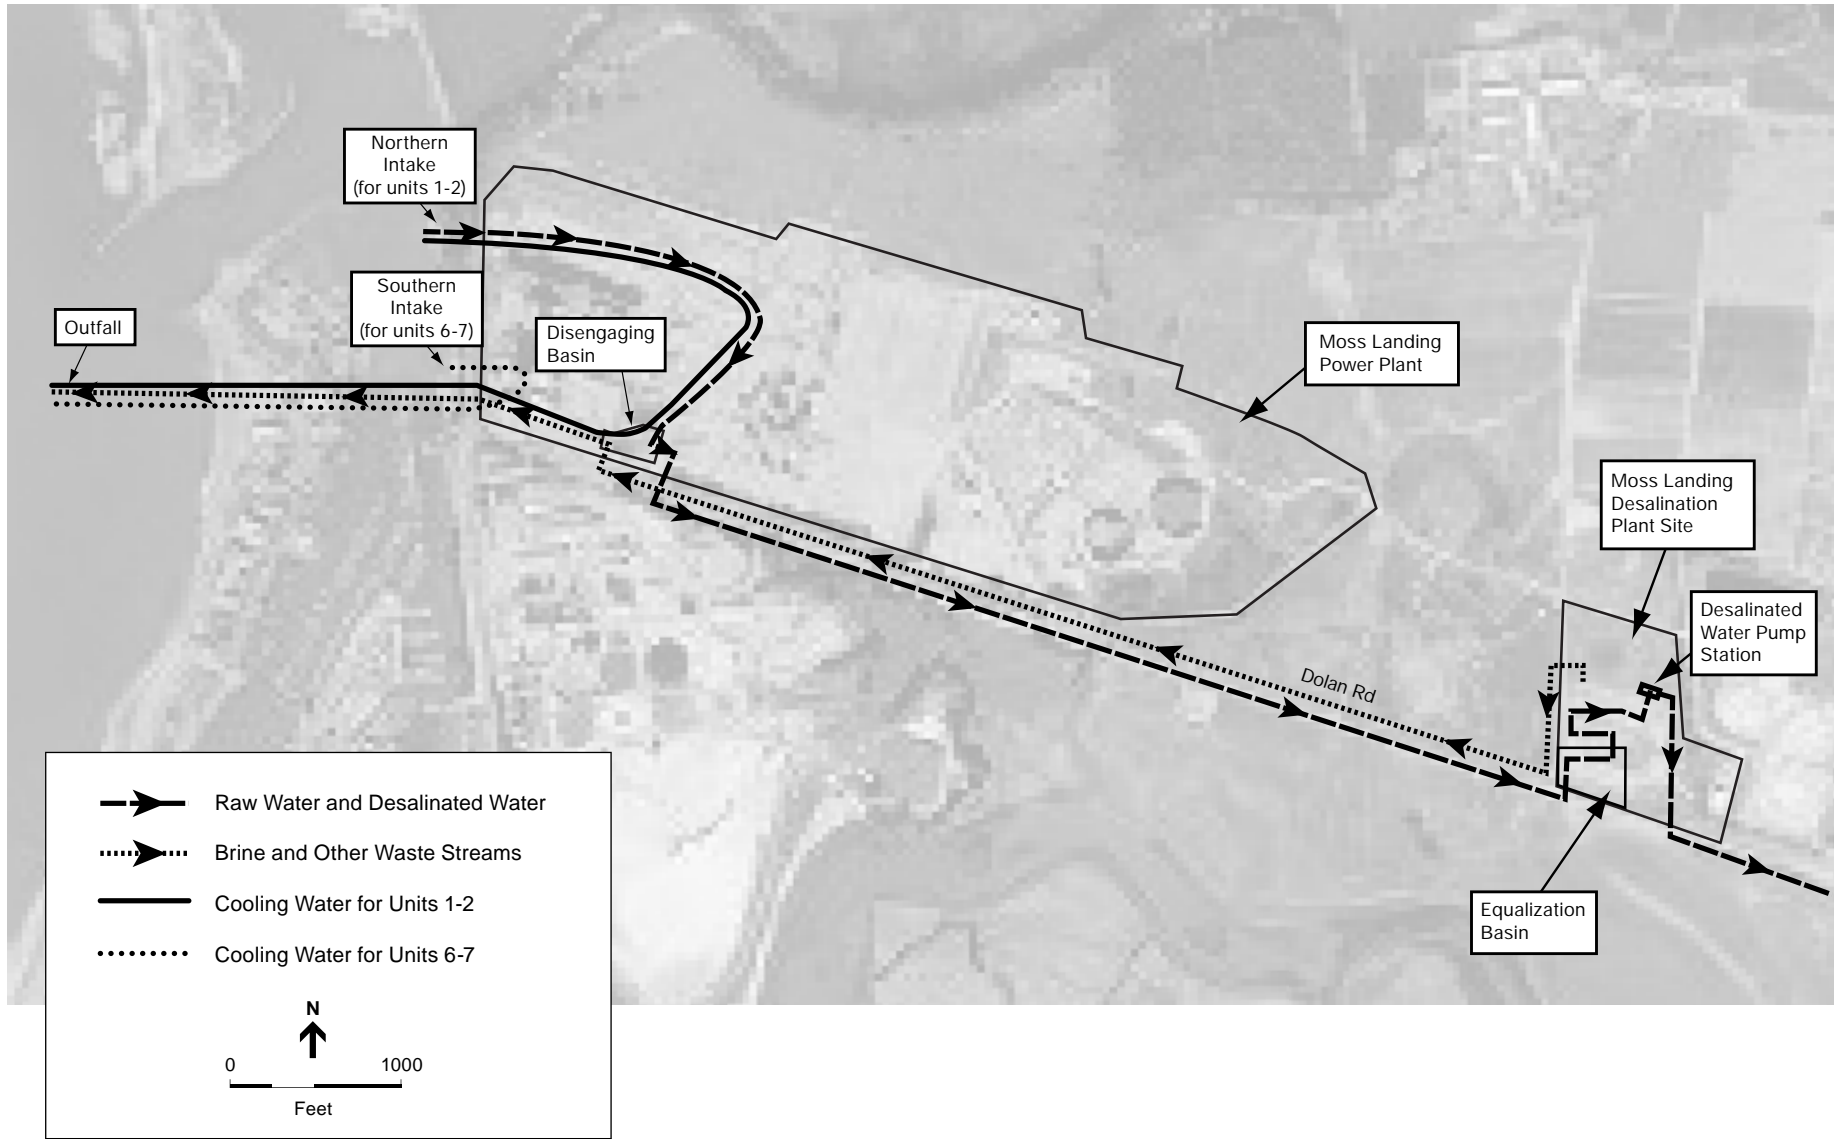 Northern
Intake
(for units 1-2)
Southern
Intake
(for units 6-7)
Outfall
Disengaging
Basin
Moss Landing
Power Plant
Moss Landing
Desalination
Plant Site
Desalinated
Water Pump
Station
Dolan Rd
Equalization
Basin
Raw Water and Desalinated Water
Brine and Other Waste Streams
Cooling Water for Units 1-2
Cooling Water for Units 6-7
N
0 1000
Feet